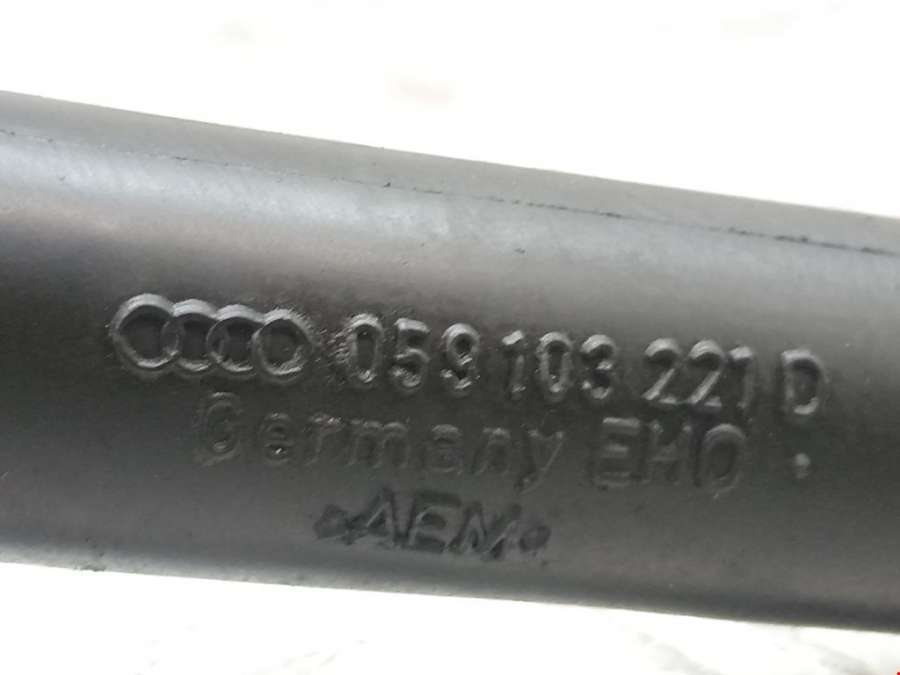 059 103 221 D
Germany EHO
>AEM<